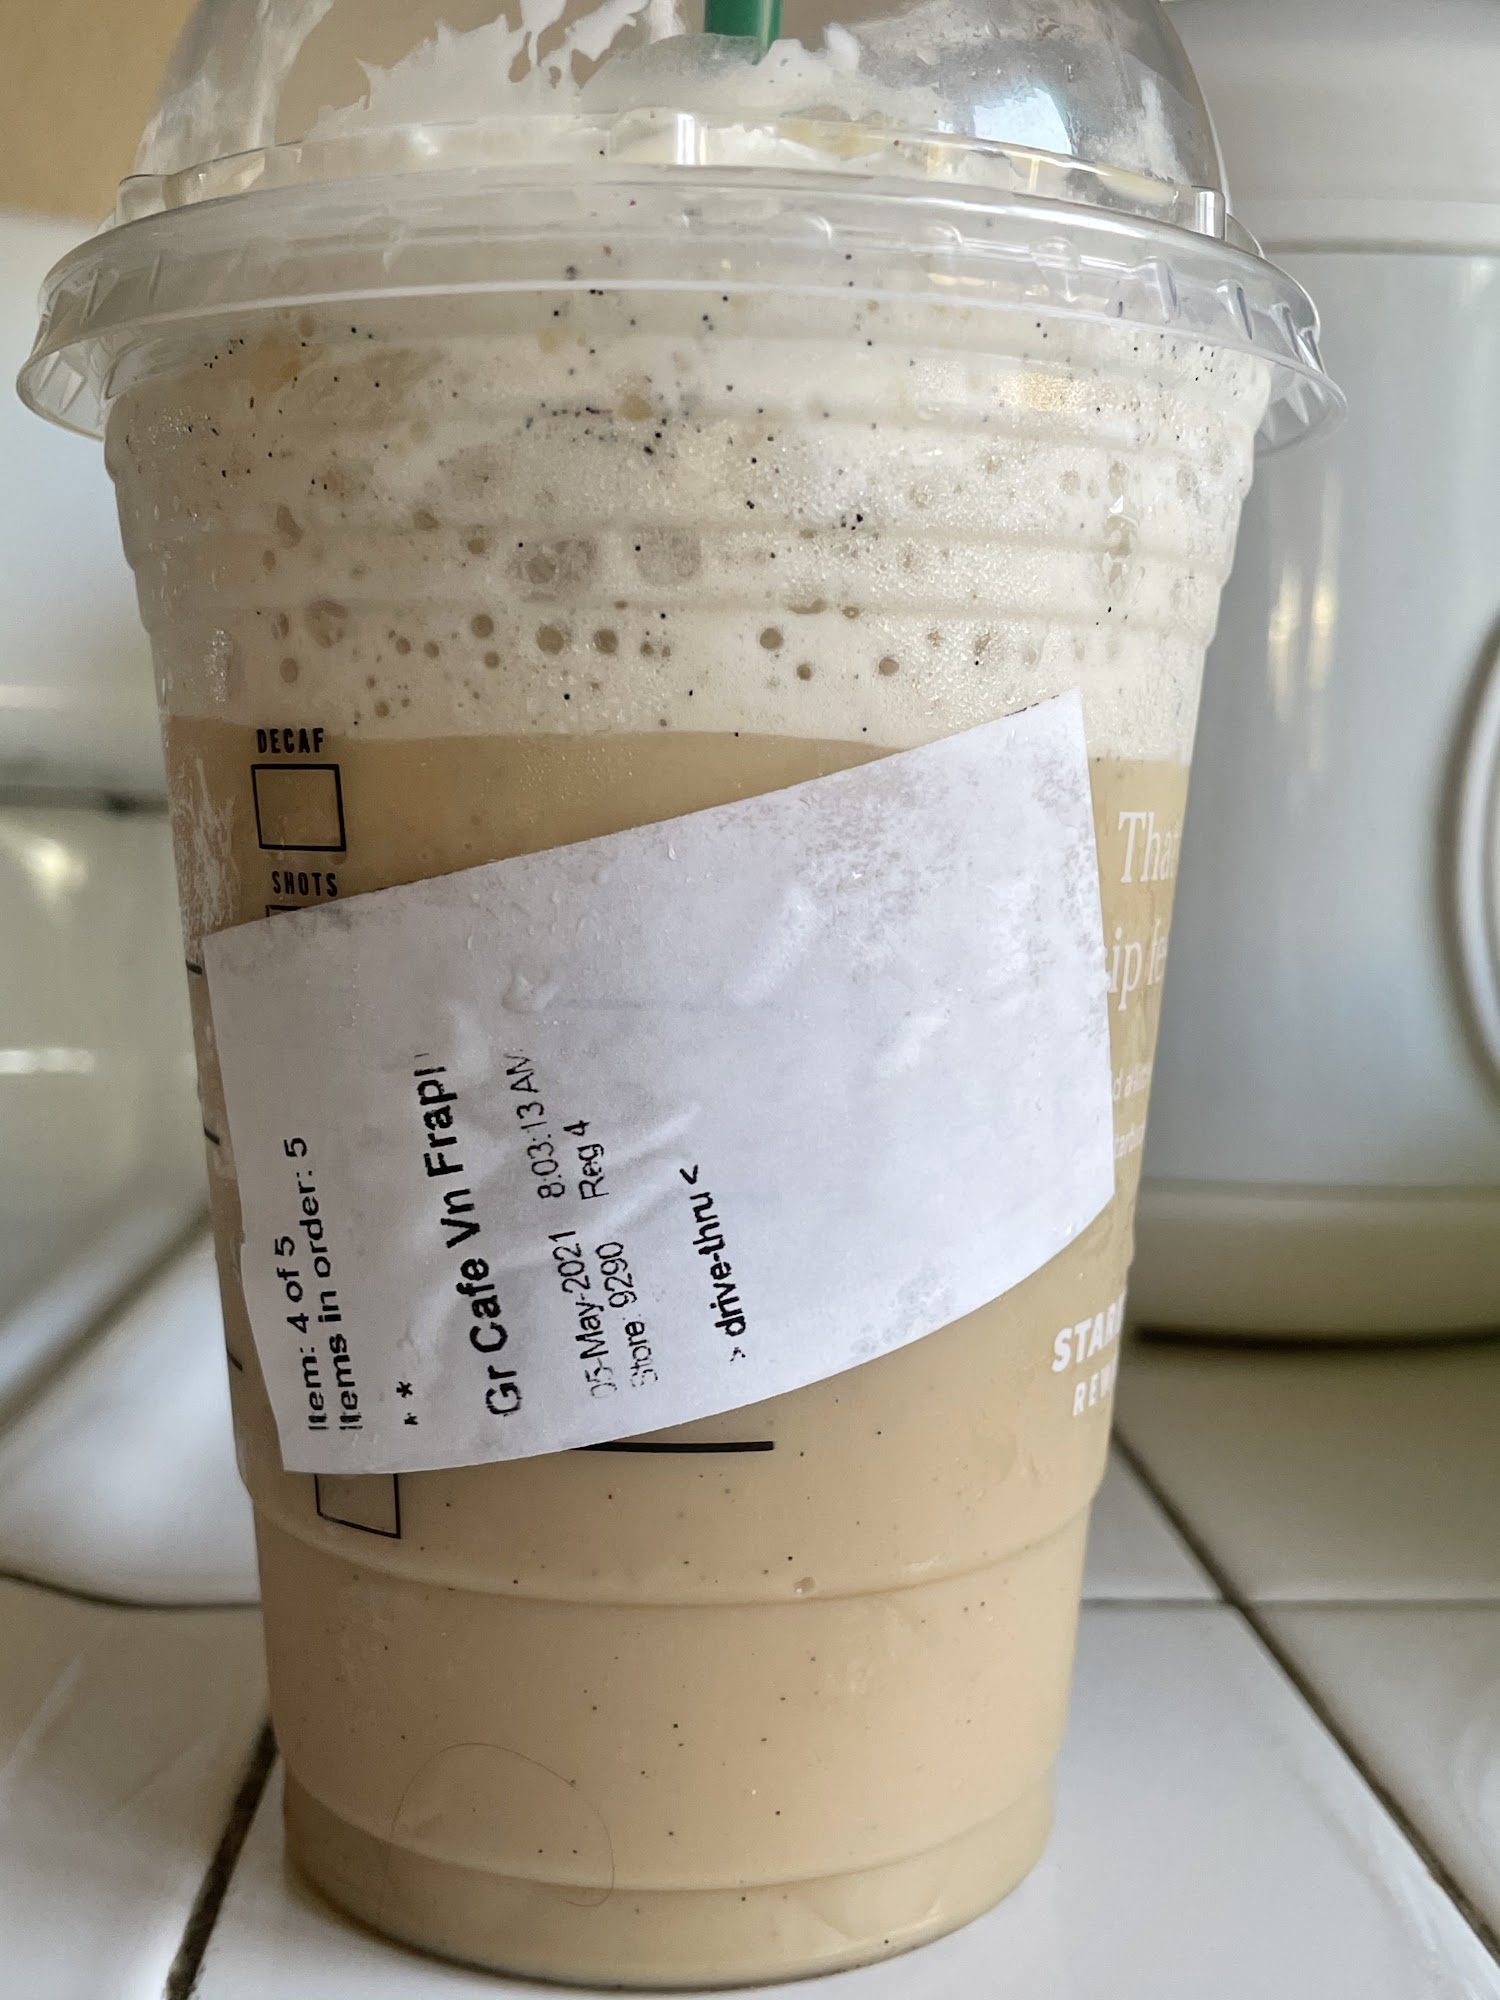 DECAF
SHOTS
Item: 4 of 5
Items in order: 5
Gr Cafe Vn Frap
05-May-2021 8:03:13 AM
Store: 9290 Reg 4
> drive-thru <